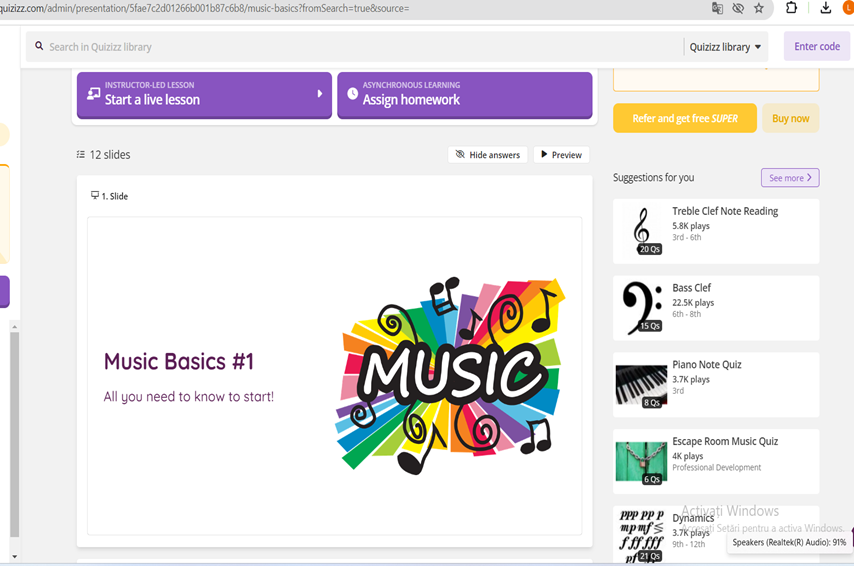 quizizz.com/admin/presentation/5fae7c2d01266b001b87c6b8/music-basics?fromSearch=true&source=
Search in Quizizz library
Quizizz library
Enter code
INSTRUCTOR-LED LESSON
Start a live lesson
ASYNCHRONOUS LEARNING
Assign homework
Refer and get free SUPER
Buy now
12 slides
Hide answers
Preview
1. Slide
Music Basics #1
All you need to know to start!
MUSIC
Suggestions for you
See more
20 Qs
Treble Clef Note Reading
5.8K plays
3rd - 6th
15 Qs
Bass Clef
22.5K plays
6th - 8th
8 Qs
Piano Note Quiz
3.7K plays
3rd
6 Qs
Escape Room Music Quiz
4K plays
Professional Development
ppp pp p
mp mf
f ff fff
21 Qs
Dynamics
3.7K plays
9th - 12th
Activați Windows
Accesați Setări pentru a activa Windows.
Speakers (Realtek(R) Audio): 91%